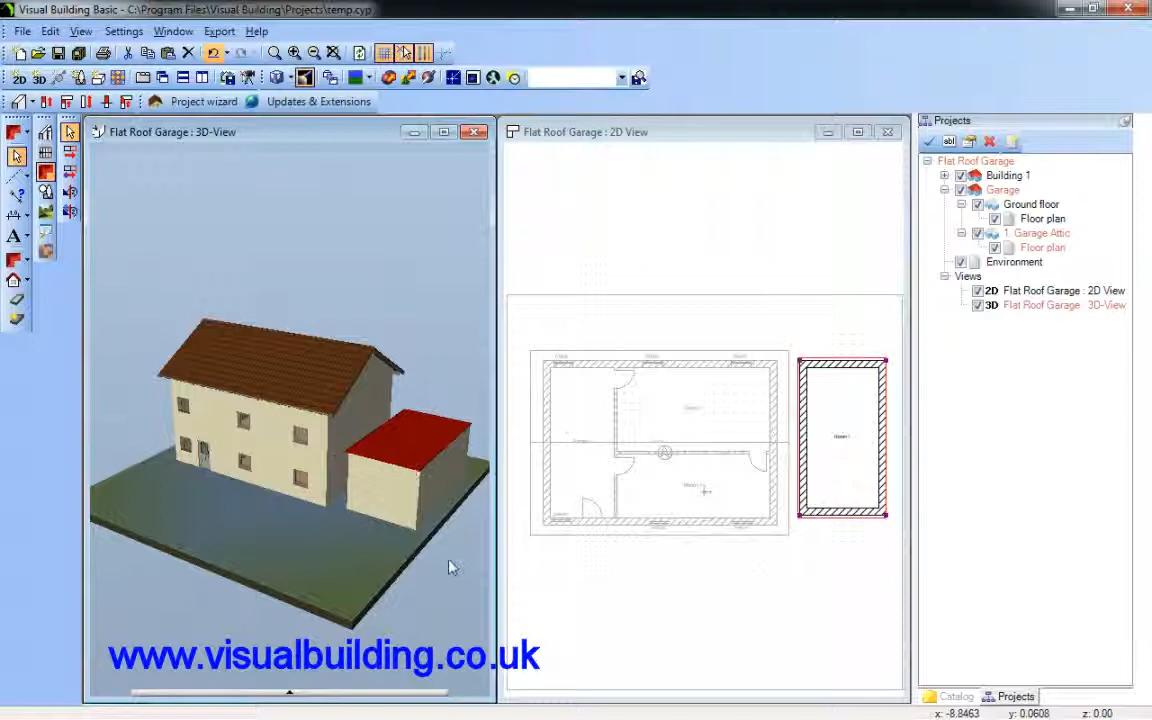 Visual Building Basic - C:\Program Files\Visual Building\Projects\temp.cyp
File Edit View Settings Window Export Help
2D 3D
Project wizard Updates & Extensions
Flat Roof Garage : 3D-View
Flat Roof Garage : 2D View
Projects
abl
Flat Roof Garage
Building 1
Garage
Ground floor
Floor plan
1. Garage Attic
Floor plan
Environment
Views
2D Flat Roof Garage : 2D View
3D Flat Roof Garage : 3D-View
A
www.visualbuilding.co.uk
Catalog Projects
x: -8.8463 y: 0.0608 z: 0.00